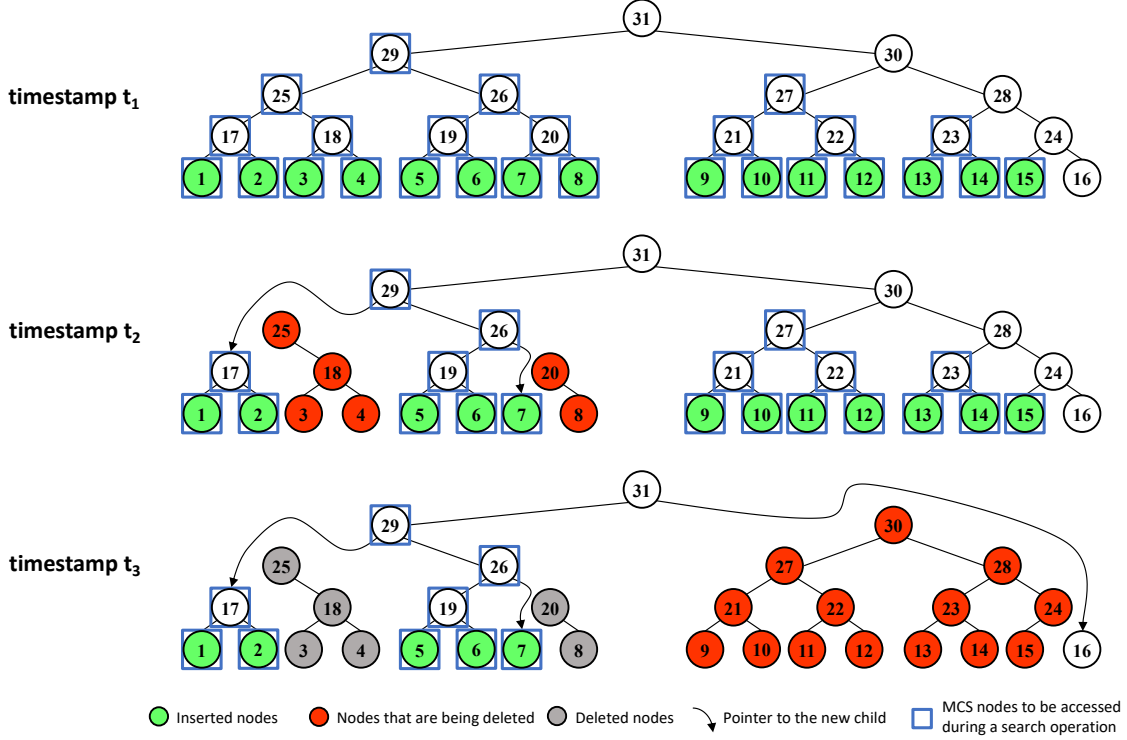 31
29 30
timestamp t₁
25 26 27 28
17 18 19 20 21 22 23 24
1 2 3 4 5 6 7 8 9 10 11 12 13 14 15 16
31
29 30
timestamp t₂
25 26 27 28
17 18 19 20 21 22 23 24
1 2 3 4 5 6 7 8 9 10 11 12 13 14 15 16
31
29 30
timestamp t₃
25 26 27 28
17 18 19 20 21 22 23 24
1 2 3 4 5 6 7 8 9 10 11 12 13 14 15 16
Inserted nodes
Nodes that are being deleted
Deleted nodes
Pointer to the new child
MCS nodes to be accessed
during a search operation